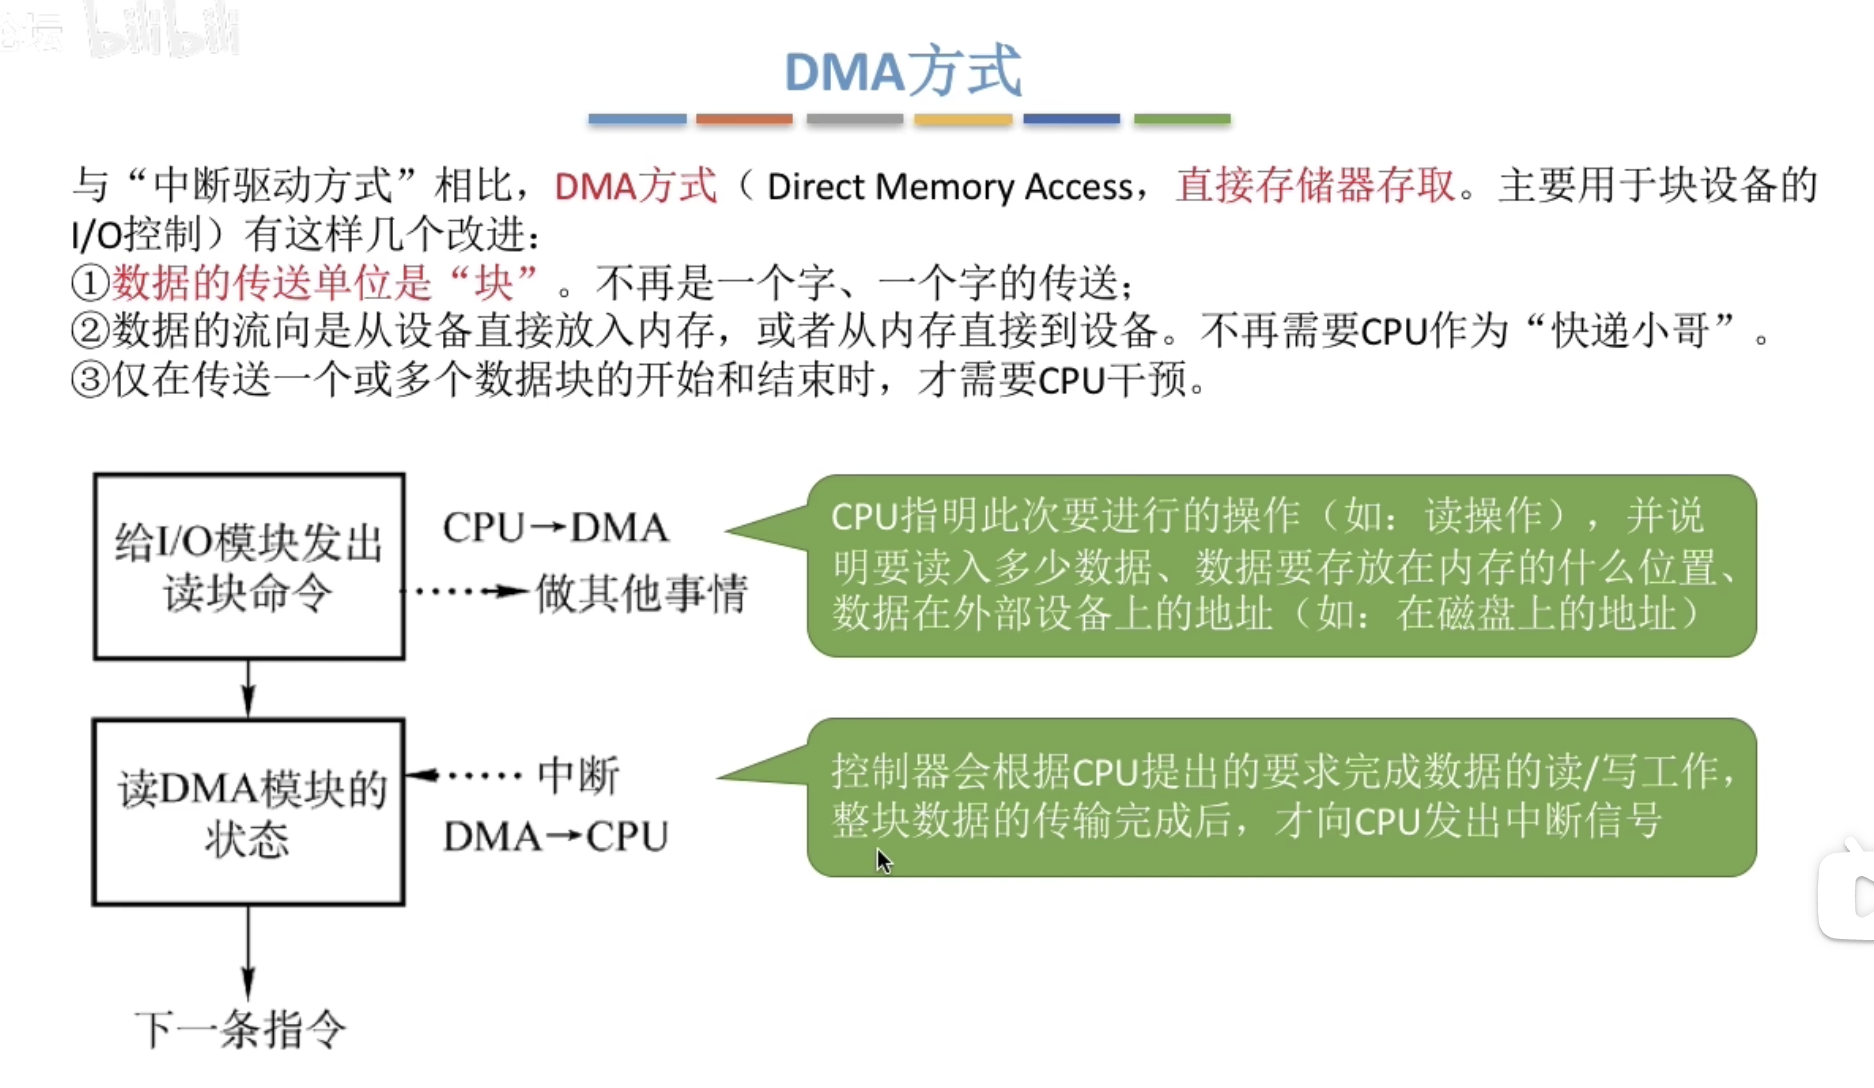 坛 bilibili
DMA方式
与“中断驱动方式”相比，DMA方式（ Direct Memory Access，直接存储器存取。主要用于块设备的
I/O控制）有这样几个改进：
①数据的传送单位是“块”。不再是一个字、一个字的传送；
②数据的流向是从设备直接放入内存，或者从内存直接到设备。不再需要CPU作为“快递小哥”。
③仅在传送一个或多个数据块的开始和结束时，才需要CPU干预。
给I/O模块发出
读块命令
CPU→DMA
做其他事情
CPU指明此次要进行的操作（如：读操作），并说
明要读入多少数据、数据要存放在内存的什么位置、
数据在外部设备上的地址（如：在磁盘上的地址）
读DMA模块的
状态
中断
DMA→CPU
控制器会根据CPU提出的要求完成数据的读/写工作，
整块数据的传输完成后，才向CPU发出中断信号
下一条指令